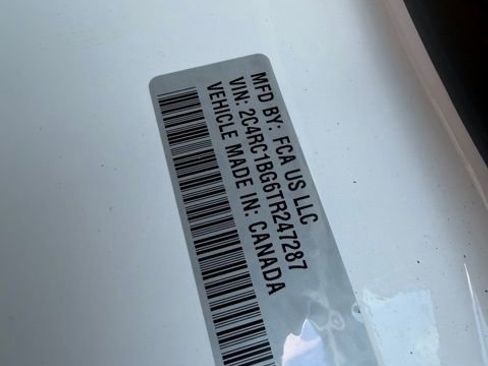 MFD BY: FCA US LLC
VIN: 2C4RC1BG6TR247287
VEHICLE MADE IN: CANADA